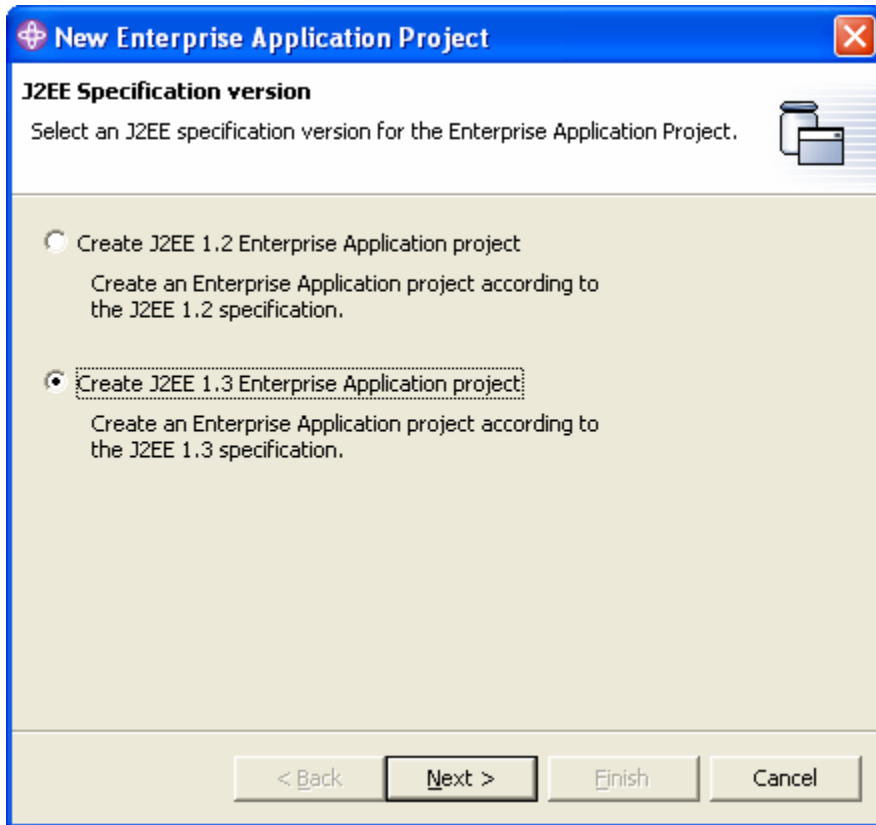 New Enterprise Application Project
J2EE Specification version
Select an J2EE specification version for the Enterprise Application Project.
Create J2EE 1.2 Enterprise Application project
Create an Enterprise Application project according to
the J2EE 1.2 specification.
Create J2EE 1.3 Enterprise Application project
Create an Enterprise Application project according to
the J2EE 1.3 specification.
< Back Next > Finish Cancel